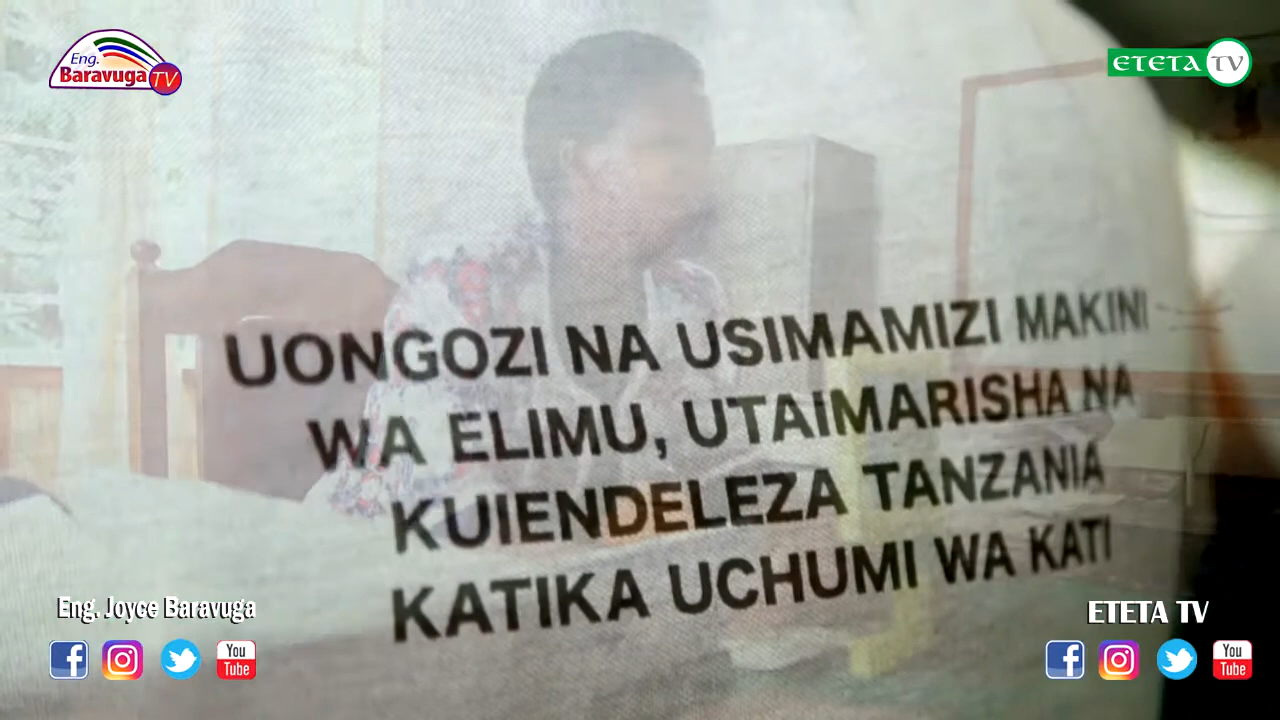 Eng.
Baravuga TV
ETETA TV
UONGOZI NA USIMAMIZI MAKINI
WA ELIMU, UTAIMARISHA NA
KUIENDELEZA TANZANIA
KATIKA UCHUMI WA KATI
Eng. Joyce Baravuga
You
Tube
ETETA TV
You
Tube